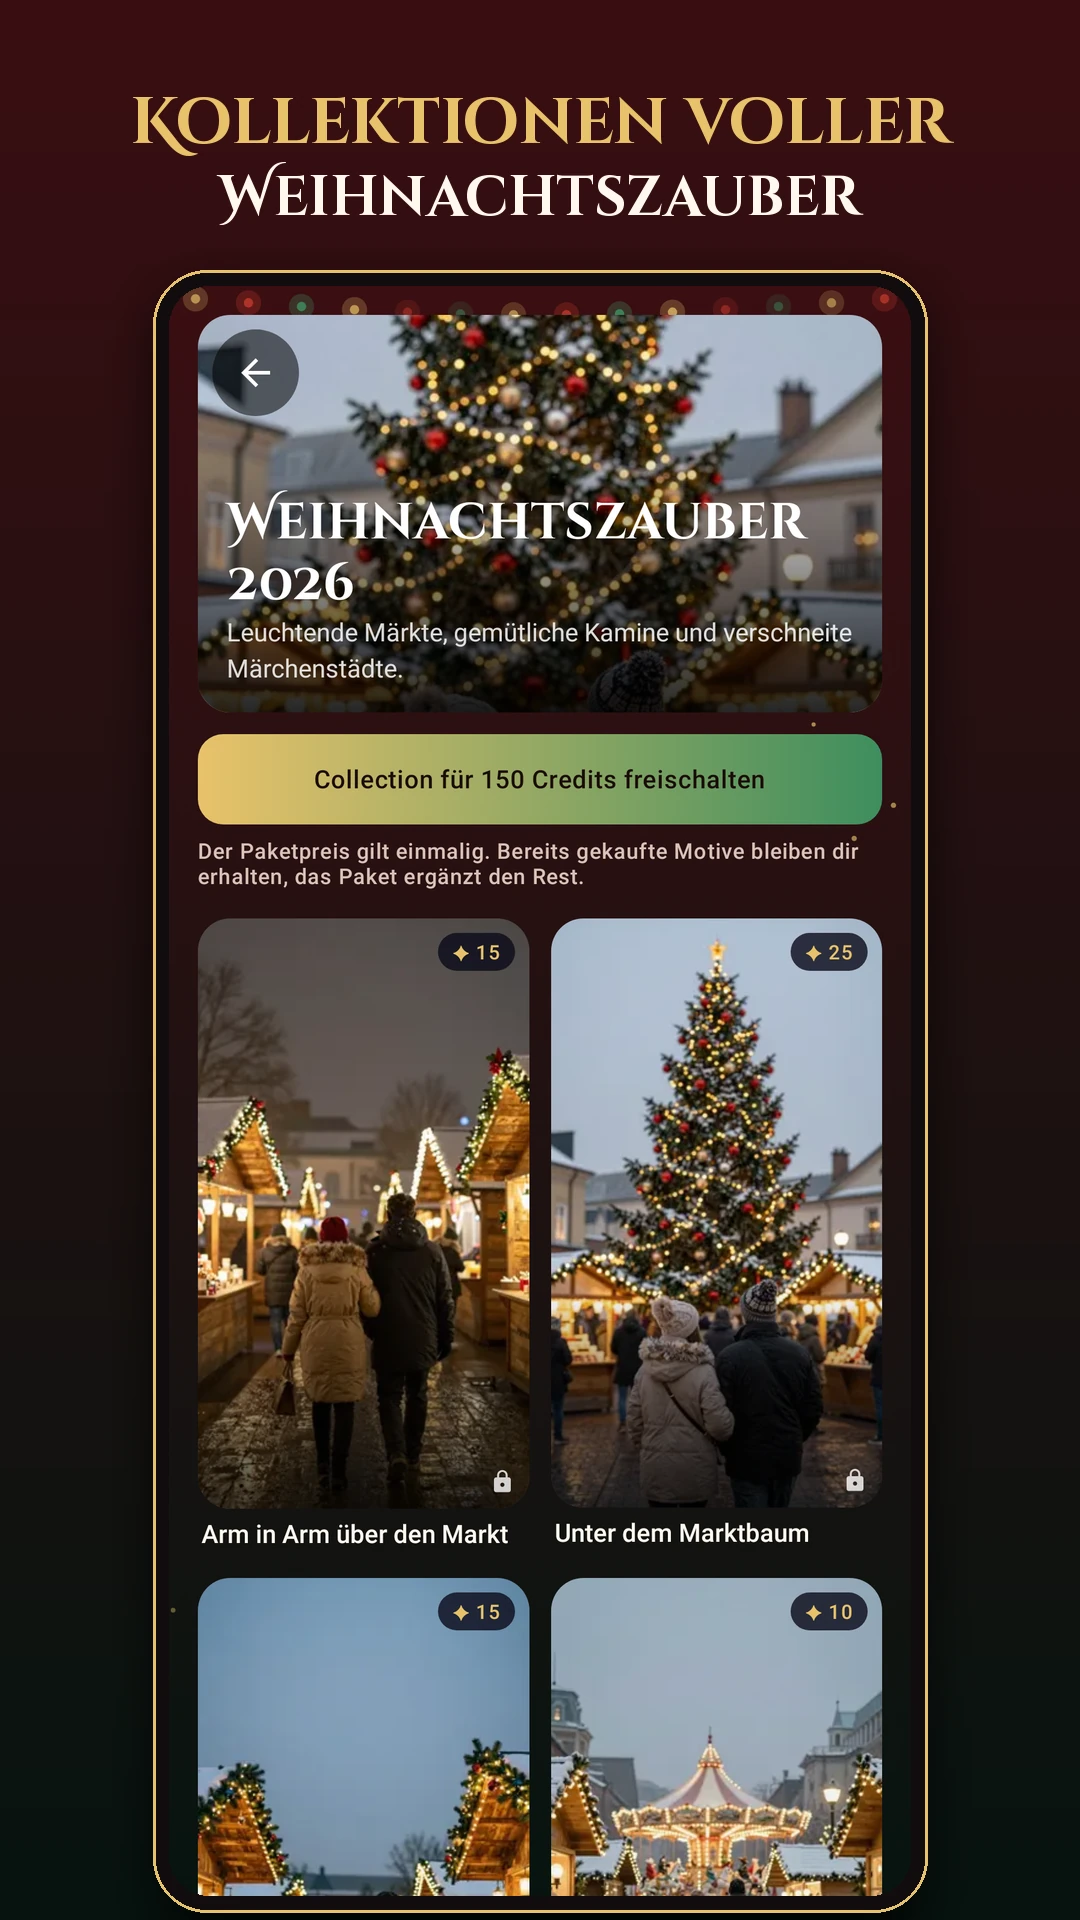 Kollektionen voller
Weihnachtszauber
Weihnachtszauber
2026
Leuchtende Märkte, gemütliche Kamine und verschneite
Märchenstädte.
Collection für 150 Credits freischalten
Der Paketpreis gilt einmalig. Bereits gekaufte Motive bleiben dir
erhalten, das Paket ergänzt den Rest.
15
25
Arm in Arm über den Markt
Unter dem Marktbaum
15
10